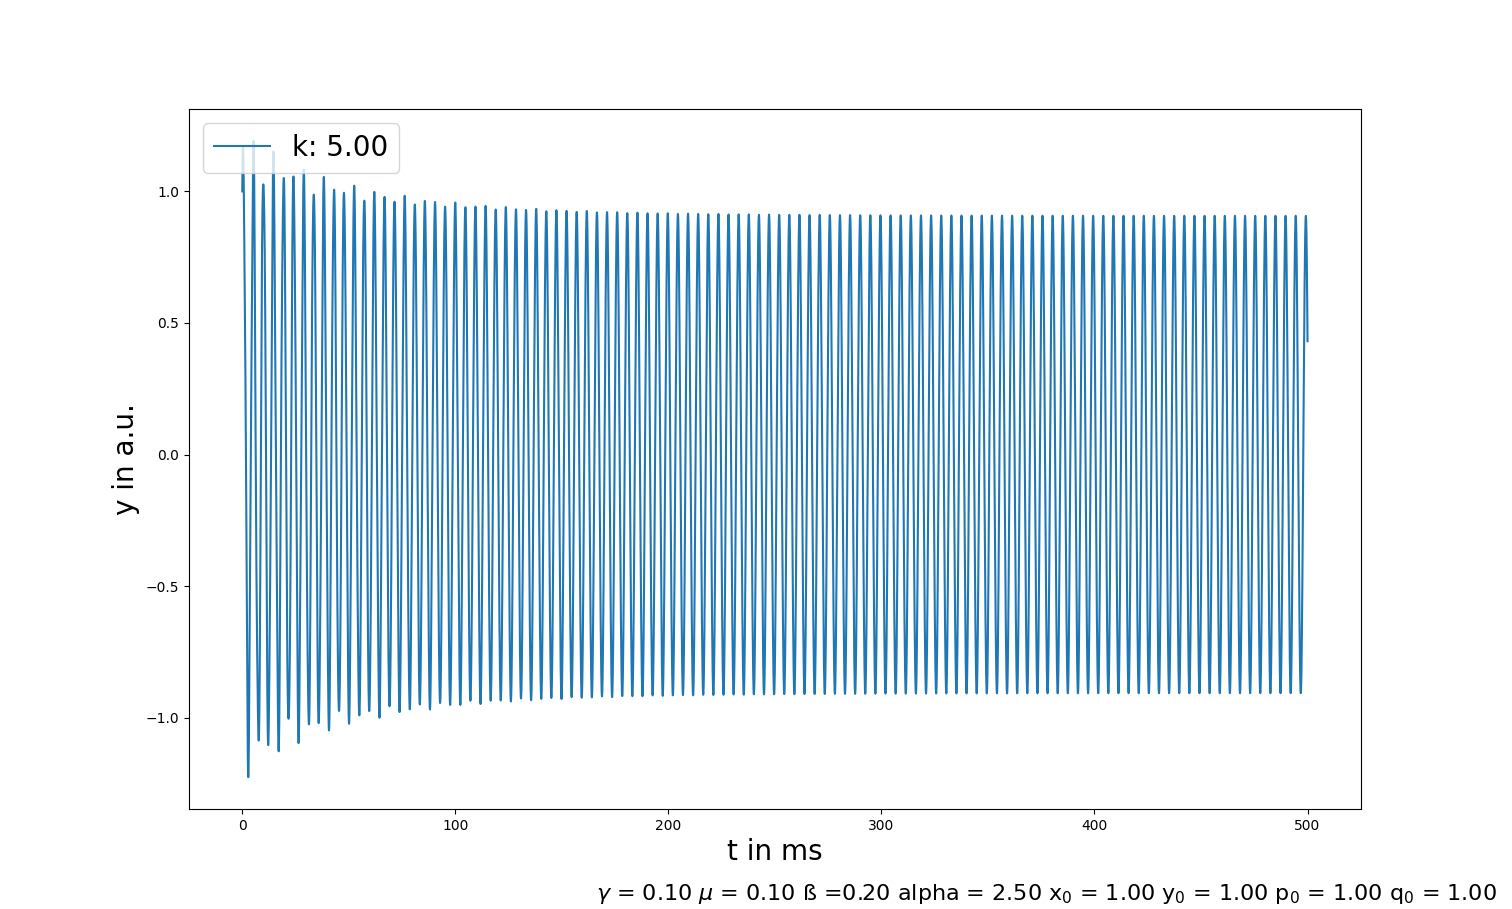 k: 5.00
1.0
0.5
0.0
−0.5
−1.0
y in a.u.
0 100 200 300 400 500
t in ms
γ = 0.10 μ = 0.10 ß =0.20 alpha = 2.50 x₀ = 1.00 y₀ = 1.00 p₀ = 1.00 q₀ = 1.00